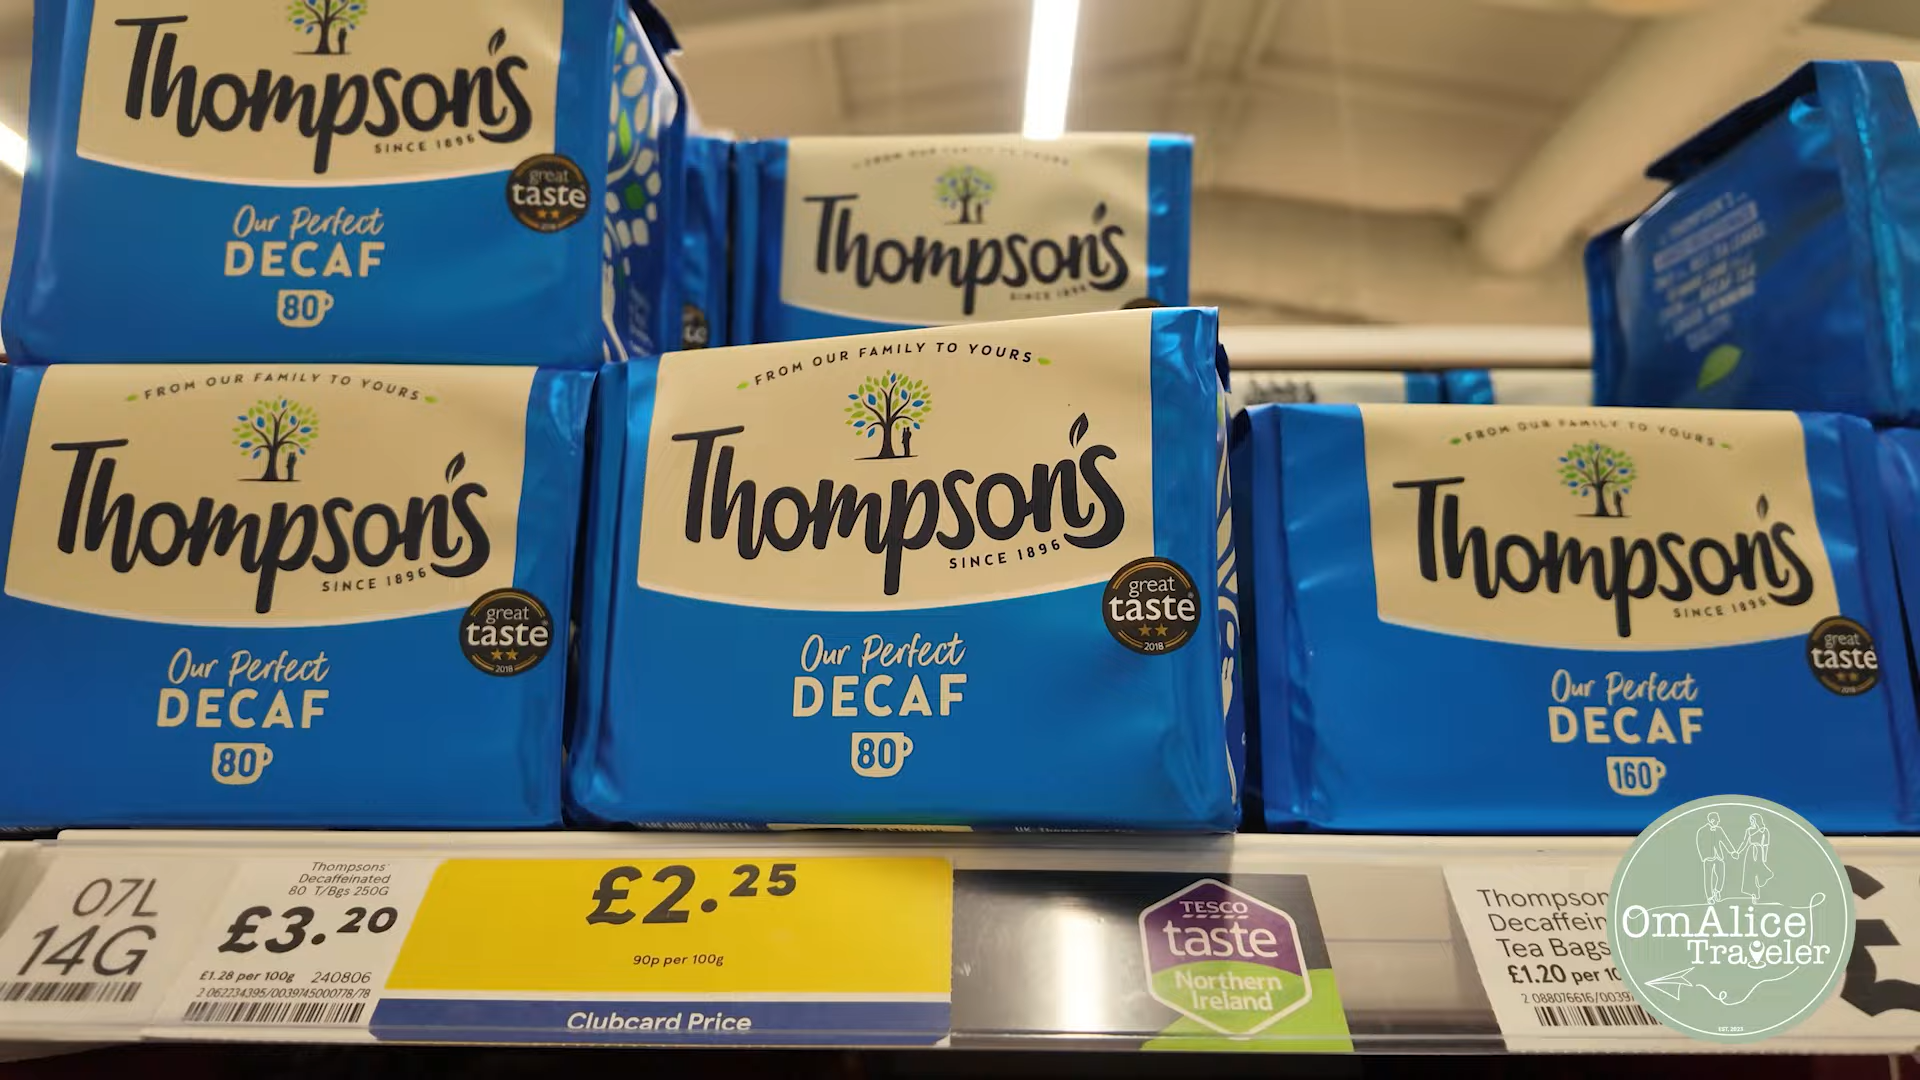 Thompson's
SINCE 1896
great
taste
Our Perfect
DECAF
80
FROM OUR FAMILY TO YOURS
Thompson's
SINCE 1896
FROM OUR FAMILY TO YOURS
Thompson's
SINCE 1896
great
taste
2018
Our Perfect
DECAF
80
FROM OUR FAMILY TO YOURS
Thompson's
SINCE 1896
great
taste
2018
Our Perfect
DECAF
80
FROM OUR FAMILY TO YOURS
Thompson's
SINCE 1896
great
taste
2018
Our Perfect
DECAF
160
07L
14G
Thompsons'
Decaffeinated
80 T/Bgs 250G
£3.20
£1.28 per 100g 240806
£2.25
90p per 100g
Clubcard Price
TESCO
taste
Northern
Ireland
Thompson
Decaffein
Tea Bags
£1.20 per 10
£
OmAlice
Traveler
EST. 2023